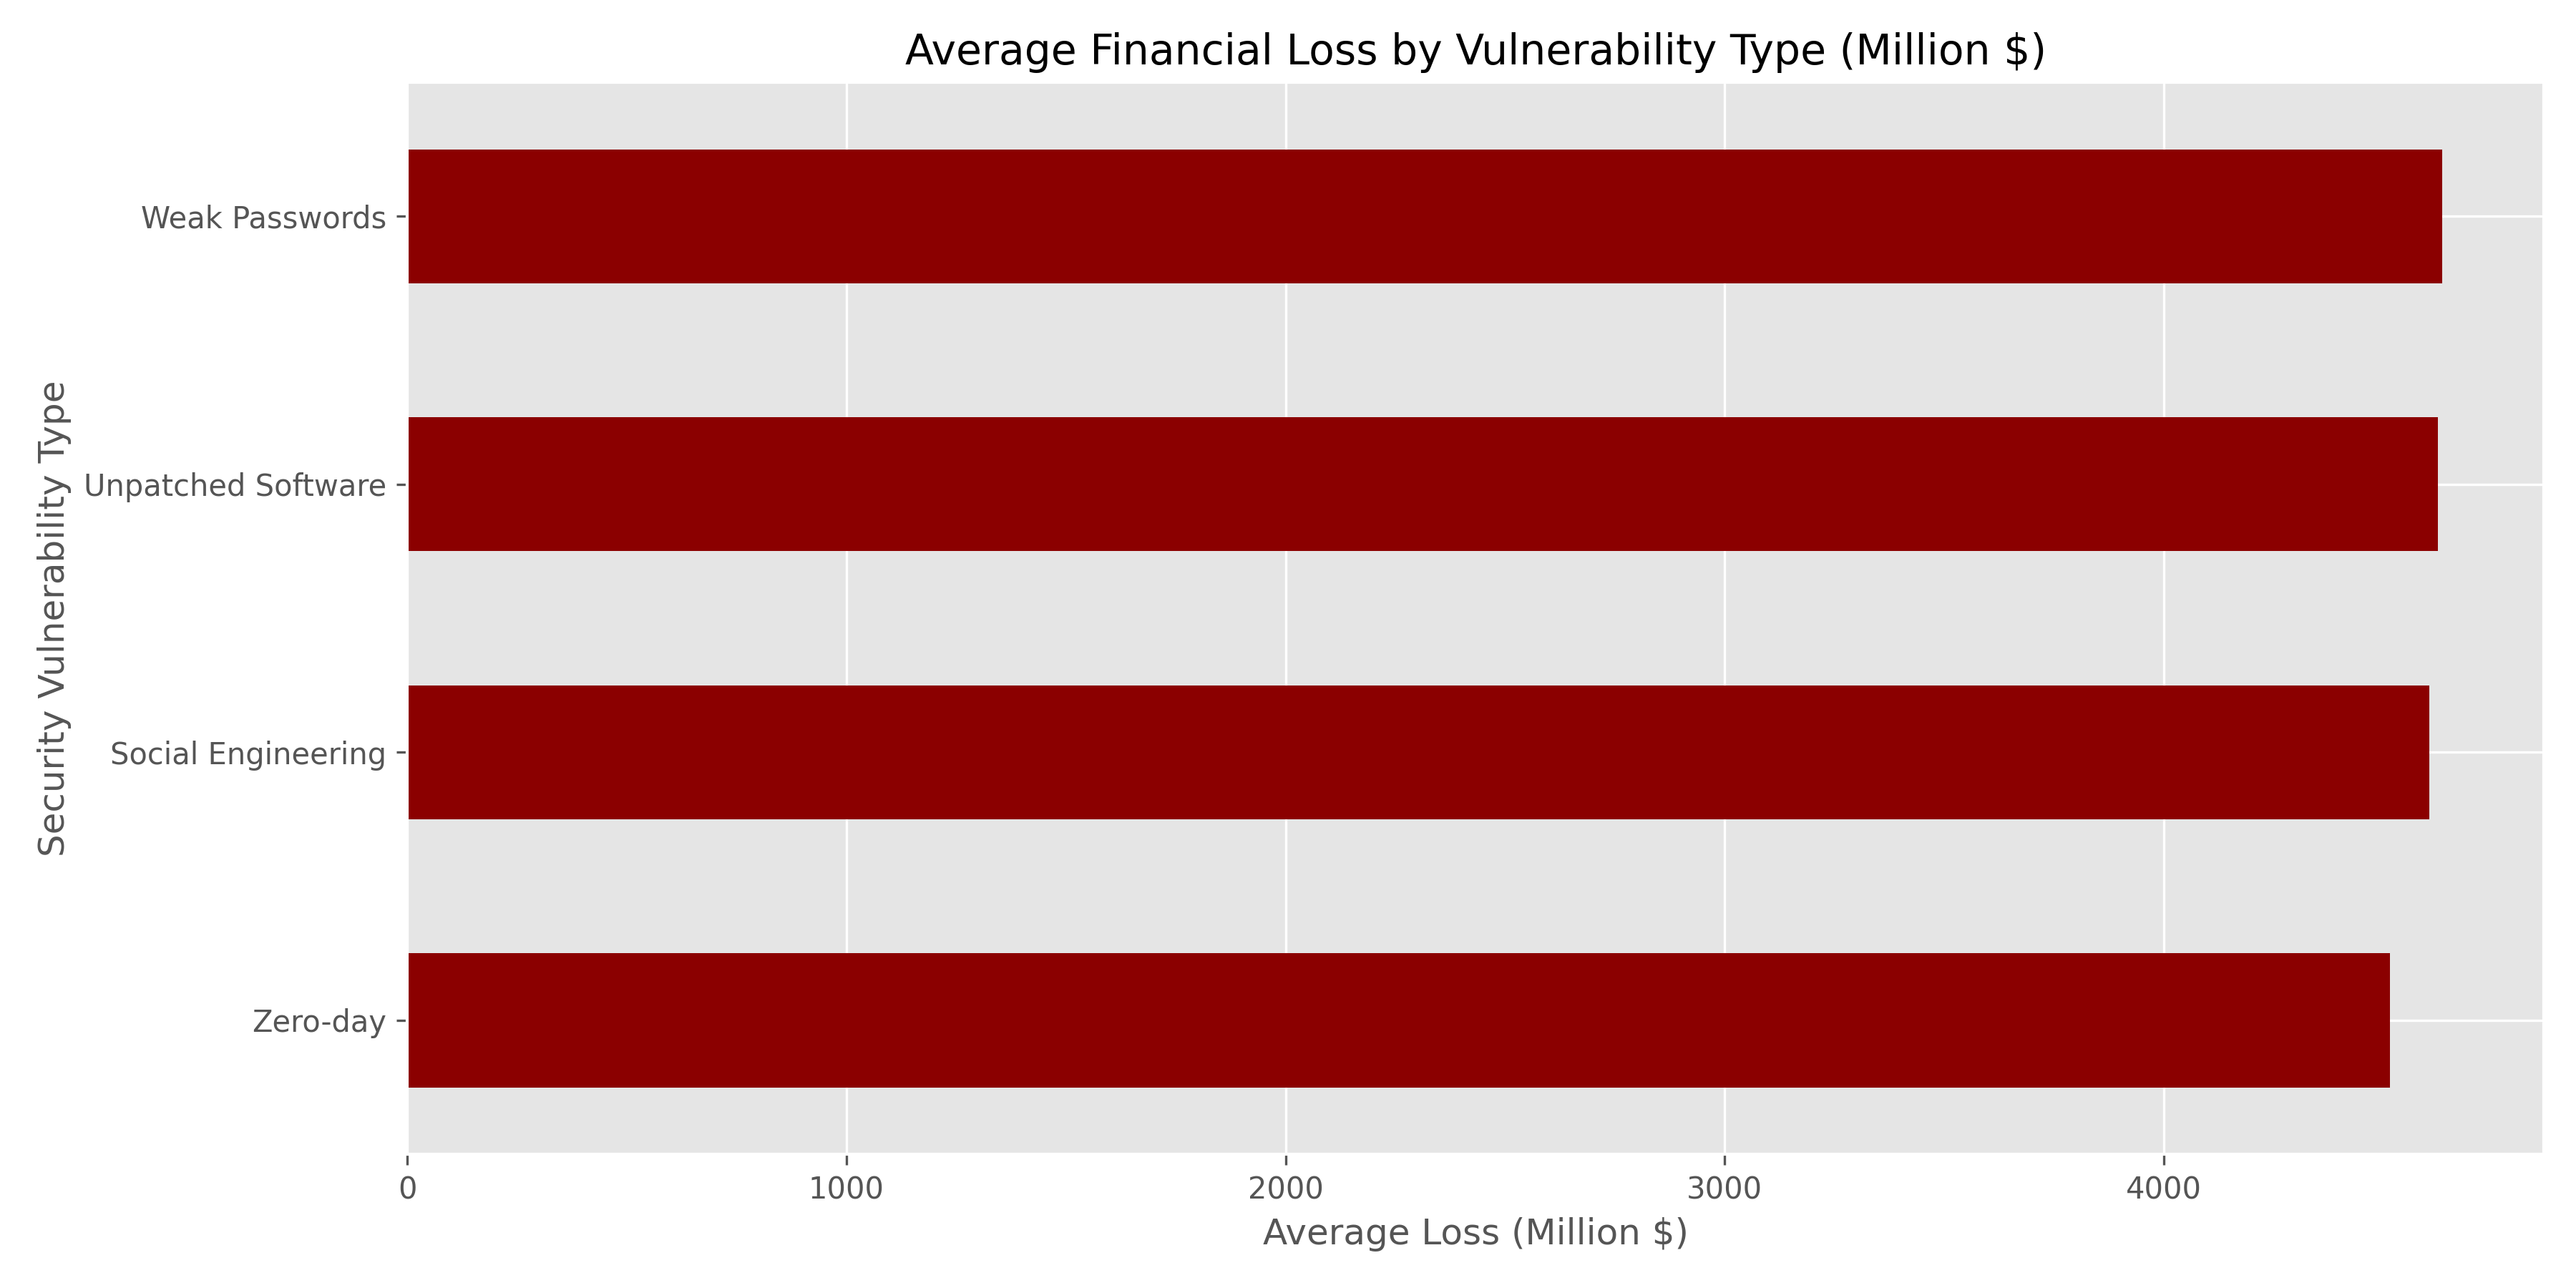 Average Financial Loss by Vulnerability Type (Million $)
Security Vulnerability Type
Weak Passwords
Unpatched Software
Social Engineering
Zero-day
0 1000 2000 3000 4000
Average Loss (Million $)